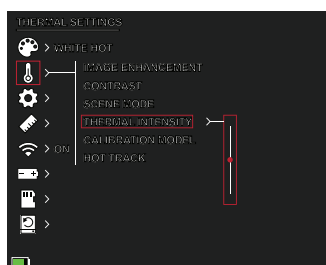 THERMAL SETTINGS
WHITE HOT
IMAGE ENHANCEMENT
CONTRAST
SCENE MODE
THERMAL INTENSITY
CALIBRATION MODEL
ON
HOT TRACK